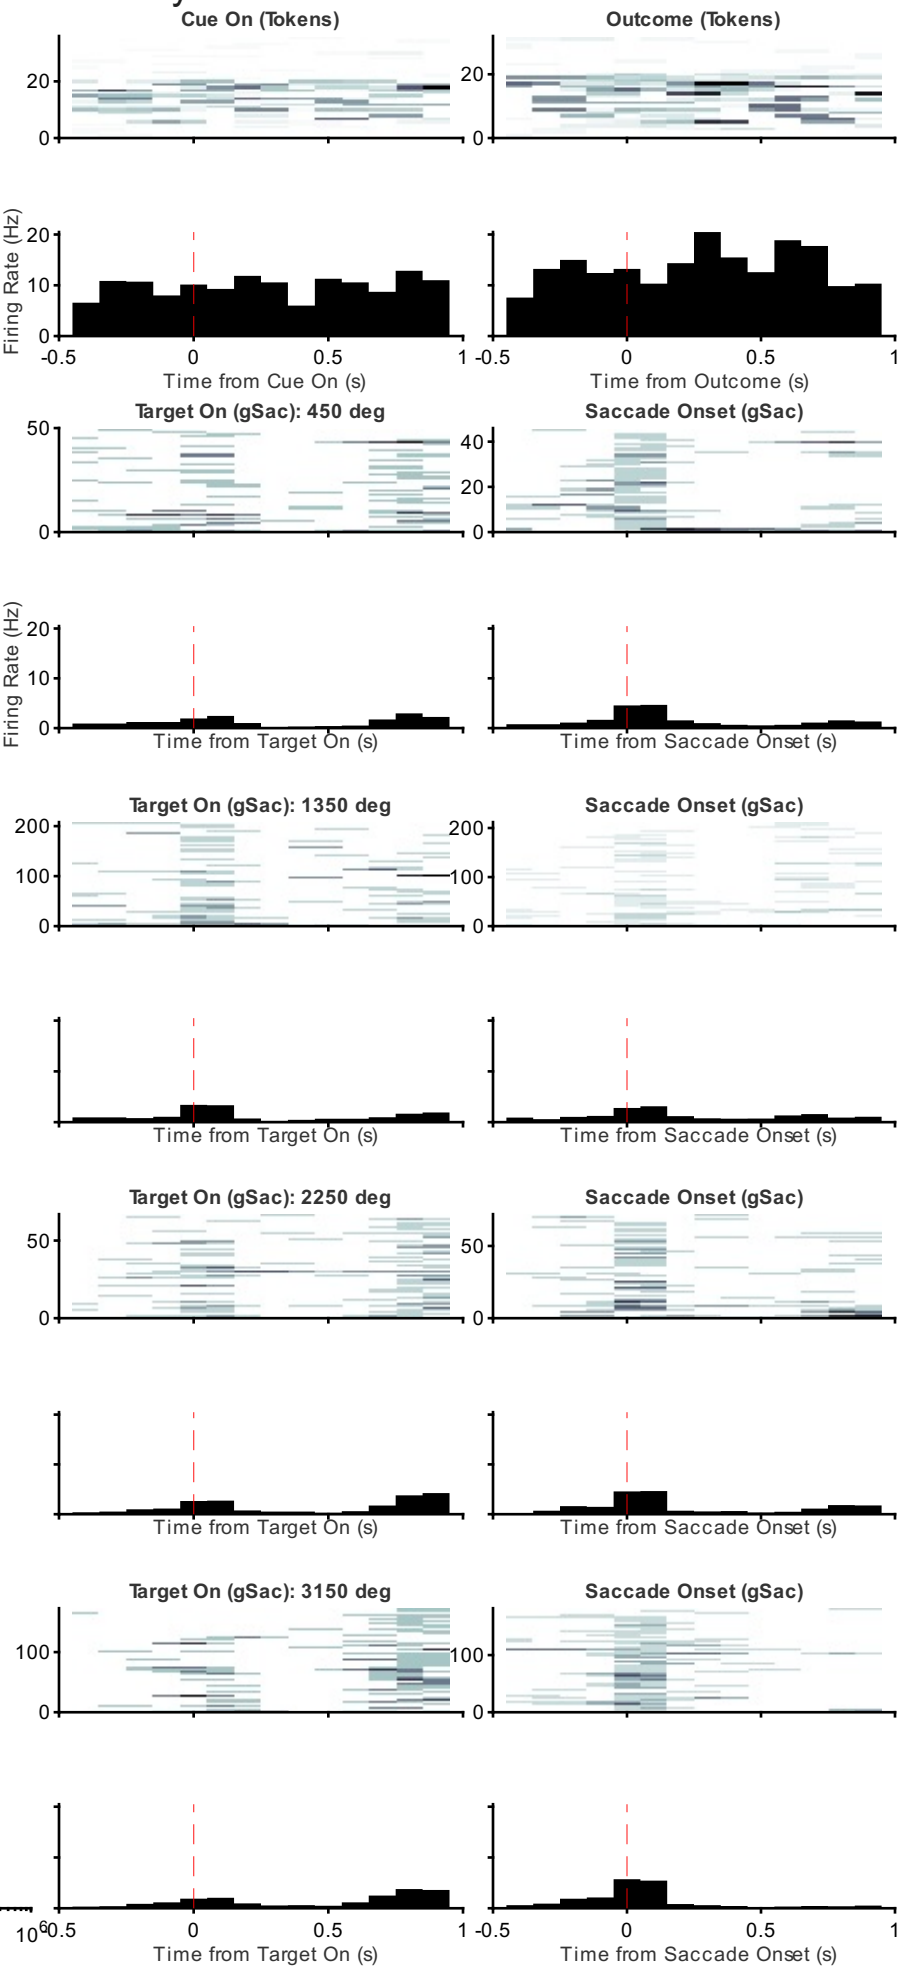 Cue On (Tokens) Outcome (Tokens)
20 20
0 0
Firing Rate (Hz)
20
10
0
-0.5 0 0.5 1 -0.5 0 0.5 1
Time from Cue On (s) Time from Outcome (s)
Target On (gSac): 450 deg Saccade Onset (gSac)
50 40
20
0 0
Firing Rate (Hz)
20
10
0
Time from Target On (s) Time from Saccade Onset (s)
Target On (gSac): 1350 deg Saccade Onset (gSac)
200 200
100 100
0 0
Time from Target On (s) Time from Saccade Onset (s)
Target On (gSac): 2250 deg Saccade Onset (gSac)
50 50
0 0
Time from Target On (s) Time from Saccade Onset (s)
Target On (gSac): 3150 deg Saccade Onset (gSac)
100 100
0 0
10^6 -0.5 0 0.5 1 -0.5 0 0.5 1
Time from Target On (s) Time from Saccade Onset (s)